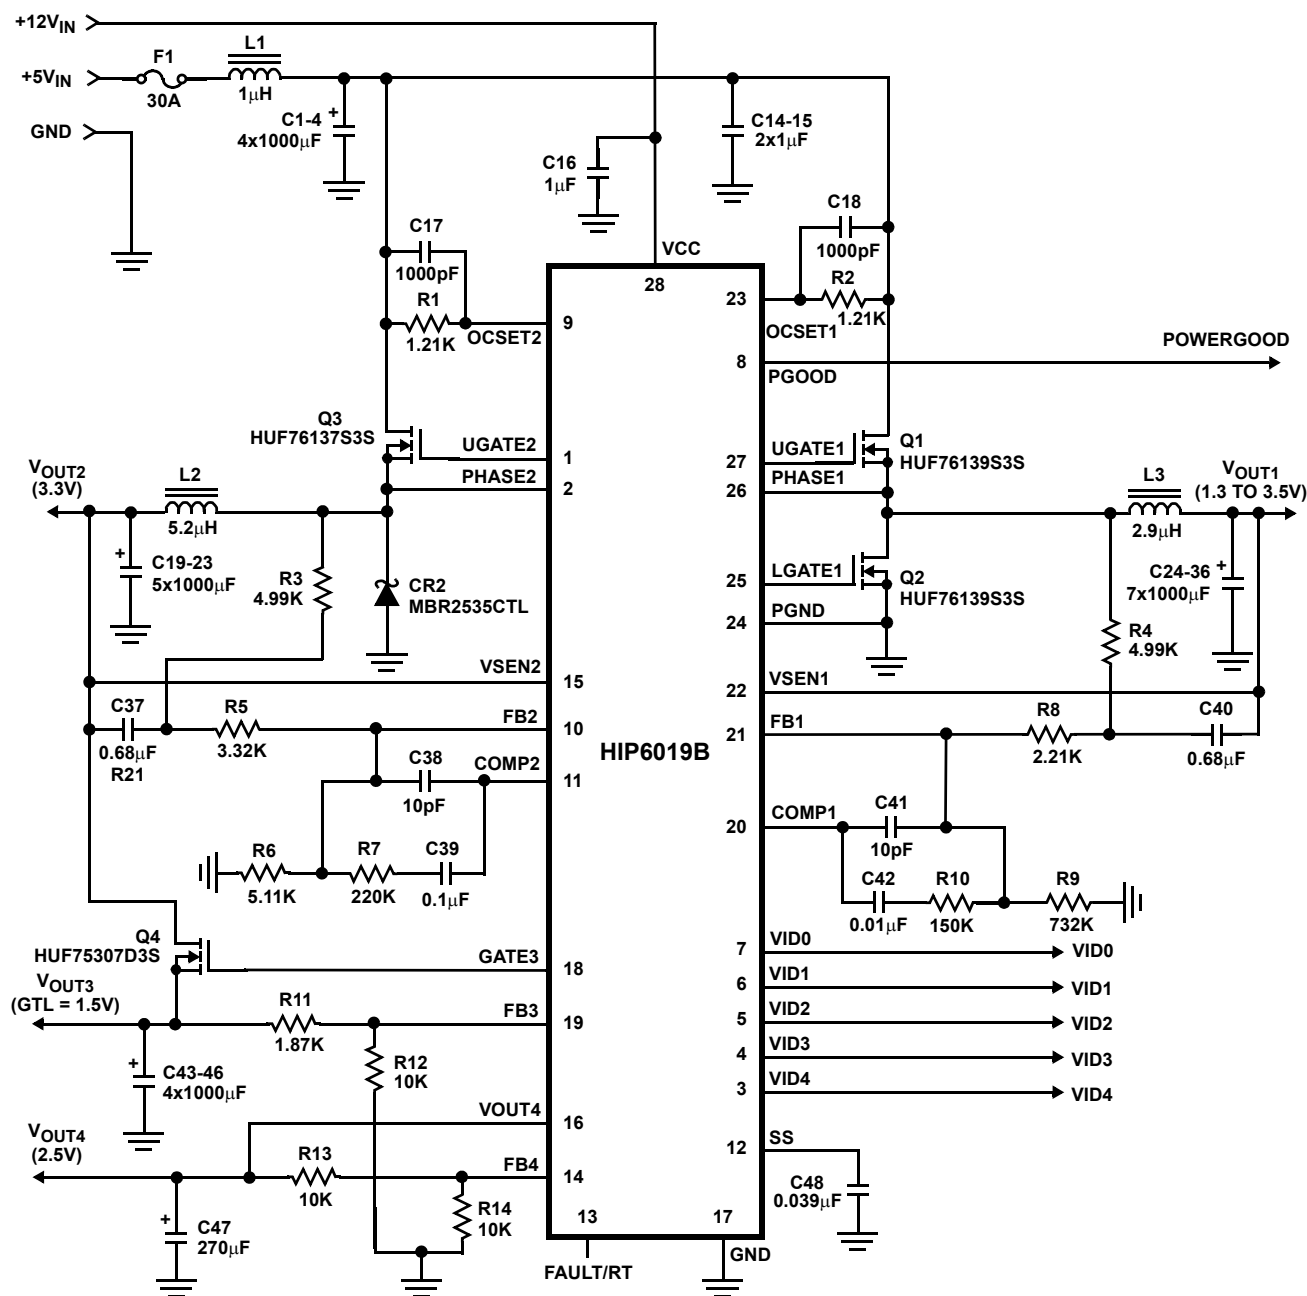 +12VIN
F1
L1
+5VIN
30A
1μH
C1-4
+
4x1000μF
C14-15
2x1μF
GND
C16
1μF
C17
1000pF
R1
1.21K
OCSET2
9
VCC
28
C18
1000pF
R2
1.21K
23
OCSET1
POWERGOOD
8
PGOOD
Q3
HUF76137S3S
UGATE2
1
PHASE2
2
27
UGATE1
Q1
HUF76139S3S
26
PHASE1
VOUT2
(3.3V)
L2
5.2μH
L3
2.9μH
VOUT1
(1.3 TO 3.5V)
+
C19-23
5x1000μF
R3
4.99K
CR2
MBR2535CTL
25
LGATE1
Q2
HUF76139S3S
24
PGND
C24-36
+
7x1000μF
R4
4.99K
VSEN2
15
22
VSEN1
C37
0.68μF
R21
R5
3.32K
FB2
10
21
FB1
R8
2.21K
C40
0.68μF
HIP6019B
C38
10pF
COMP2
11
20
COMP1
C41
10pF
R6
5.11K
R7
220K
C39
0.1μF
C42
0.01μF
R10
150K
R9
732K
Q4
HUF75307D3S
GATE3
18
7
VID0
VID0
6
VID1
VID1
5
VID2
VID2
4
VID3
VID3
3
VID4
VID4
VOUT3
(GTL = 1.5V)
R11
1.87K
FB3
19
+
C43-46
4x1000μF
R12
10K
VOUT4
16
VOUT4
(2.5V)
R13
10K
FB4
14
R14
10K
+
C47
270μF
12
SS
C48
0.039μF
13
FAULT/RT
17
GND